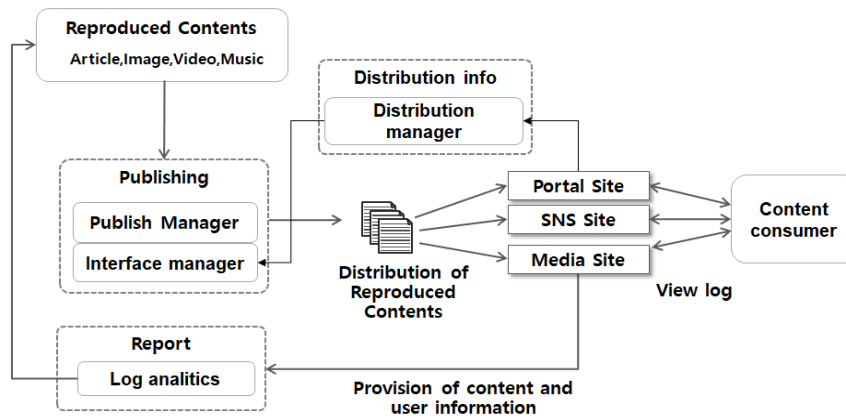 Reproduced Contents
Article,Image,Video,Music
Distribution info
Distribution
manager
Publishing
Publish Manager
Interface manager
Distribution of
Reproduced
Contents
Portal Site
SNS Site
Media Site
Content
consumer
View log
Report
Log analitics
Provision of content and
user information